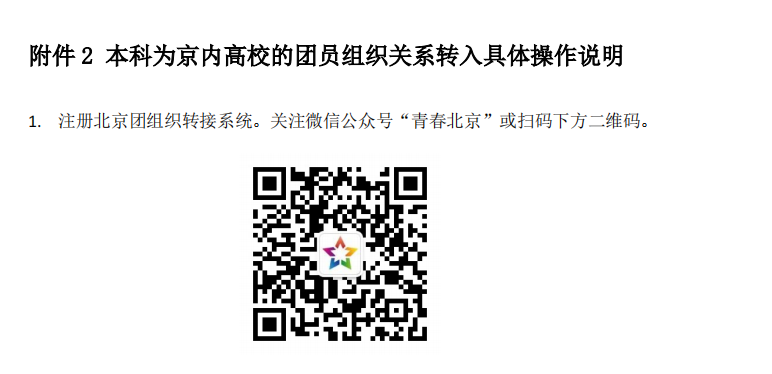 附件 2 本科为京内高校的团员组织关系转入具体操作说明
1. 注册北京团组织转接系统。关注微信公众号“青春北京”或扫码下方二维码。